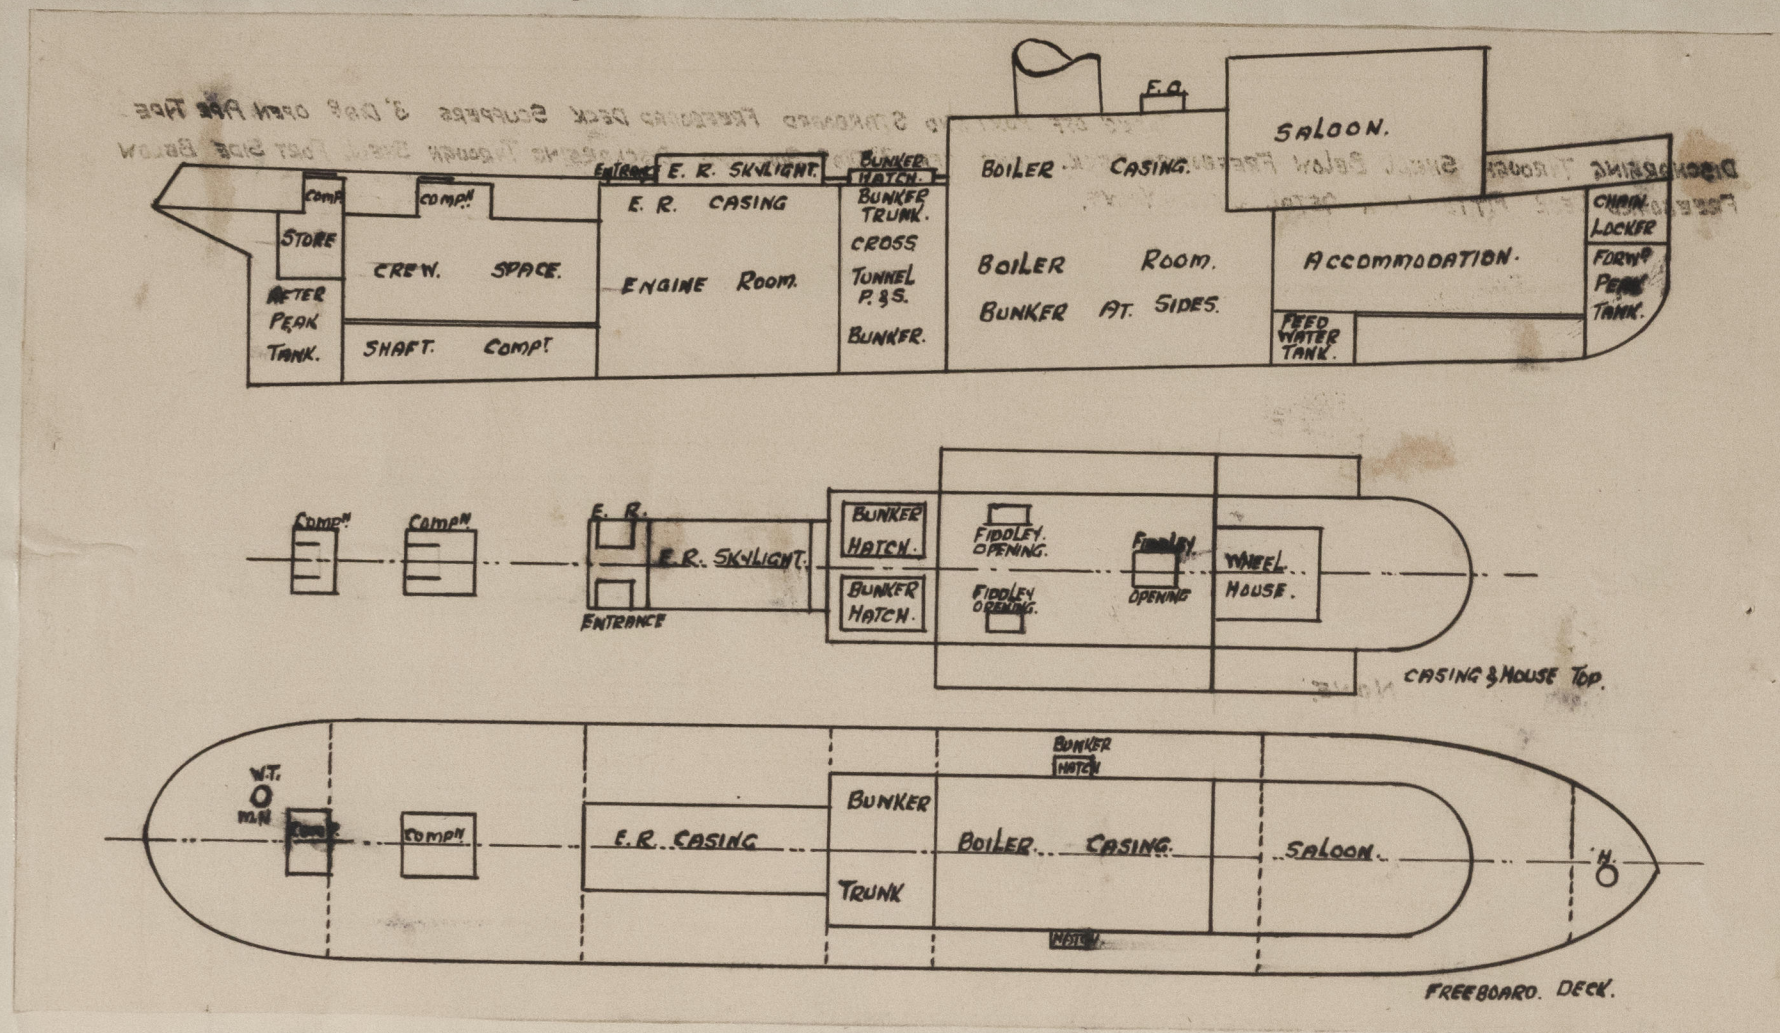 F.O.
SALOON.
BOILER CASING.
ENTRANCE
E. R. SKYLIGHT.
BUNKER
HATCH.
COMPN
COMPN
E. R. CASING
BUNKER
TRUNK.
CHAIN
LOCKER
STORE
CROSS
TUNNEL
P. & S.
BUNKER.
CREW. SPACE.
ENGINE ROOM.
BOILER ROOM.
BUNKER AT. SIDES.
ACCOMMODATION.
FORWD
PEAK
TANK.
AFTER
PEAK
TANK.
SHAFT. COMPT.
FEED
WATER
TANK.
COMPN
COMPN
E. R.
ENTRANCE
E. R. SKYLIGHT.
BUNKER
HATCH.
BUNKER
HATCH.
FIDDLEY.
OPENING.
FIDDLEY
OPENING.
FIDDLEY
OPENING
WHEEL
HOUSE.
CASING & HOUSE TOP.
W.T.
M.H
COMPN
E.R. CASING
BUNKER
TRUNK
BUNKER
HATCH
BOILER. CASING.
HATCH
SALOON.
H.
FREEBOARD. DECK.